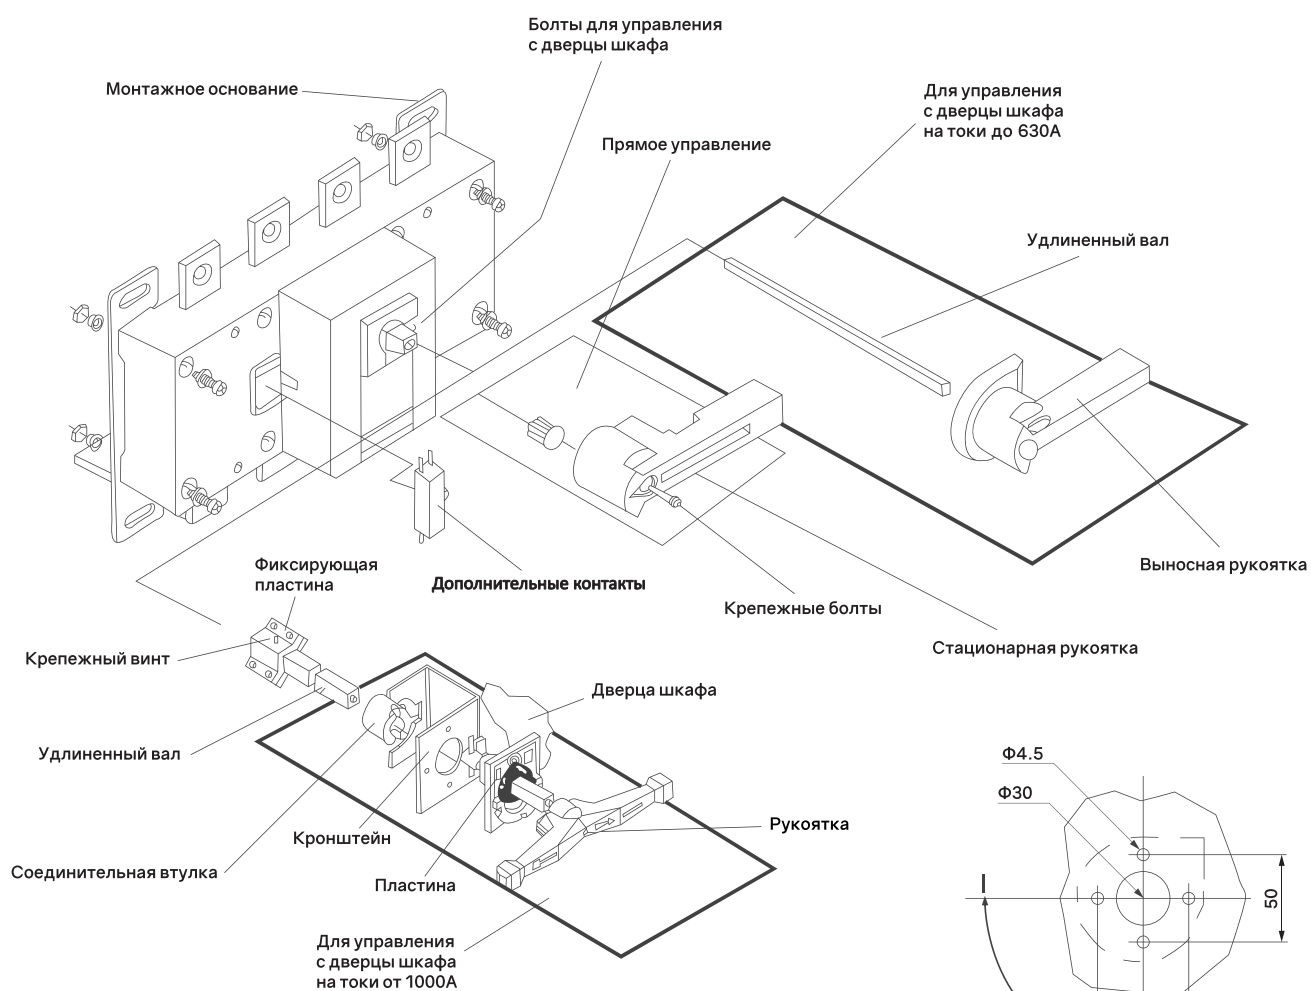 Болты для управления
с дверцы шкафа
Монтажное основание
Для управления
с дверцы шкафа
на токи до 630А
Прямое управление
Удлиненный вал
Фиксирующая
пластина
Дополнительные контакты
Выносная рукоятка
Крепежные болты
Стационарная рукоятка
Крепежный винт
Дверца шкафа
Удлиненный вал
Ф4.5
Ф30
Рукоятка
Кронштейн
Соединительная втулка
Пластина
I
50
Для управления
с дверцы шкафа
на токи от 1000А